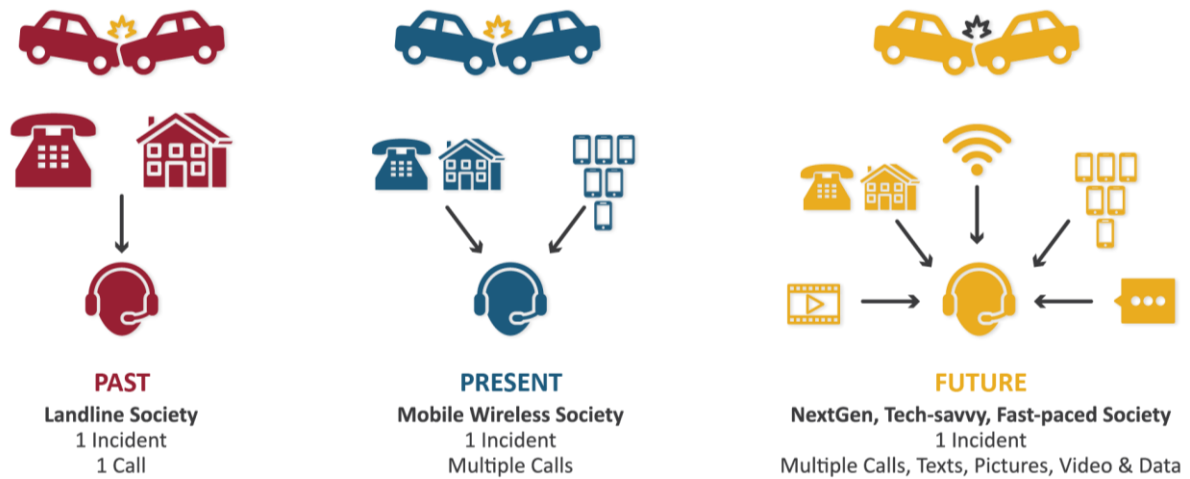 PAST
Landline Society
1 Incident
1 Call
PRESENT
Mobile Wireless Society
1 Incident
Multiple Calls
FUTURE
NextGen, Tech-savvy, Fast-paced Society
1 Incident
Multiple Calls, Texts, Pictures, Video & Data